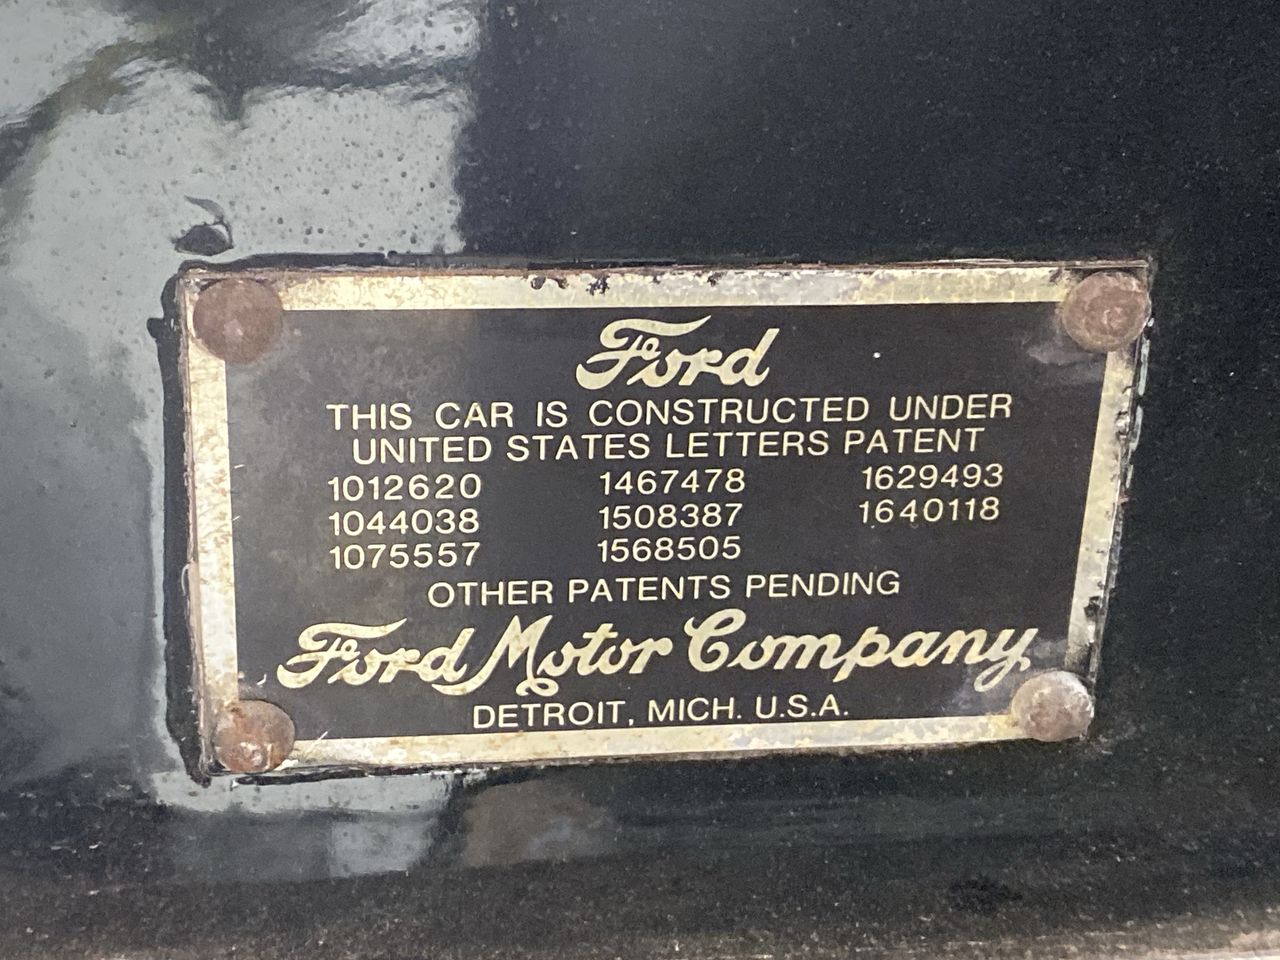 Ford
THIS CAR IS CONSTRUCTED UNDER
UNITED STATES LETTERS PATENT
1012620 1467478 1629493
1044038 1508387 1640118
1075557 1568505
OTHER PATENTS PENDING
Ford Motor Company
DETROIT, MICH. U.S.A.